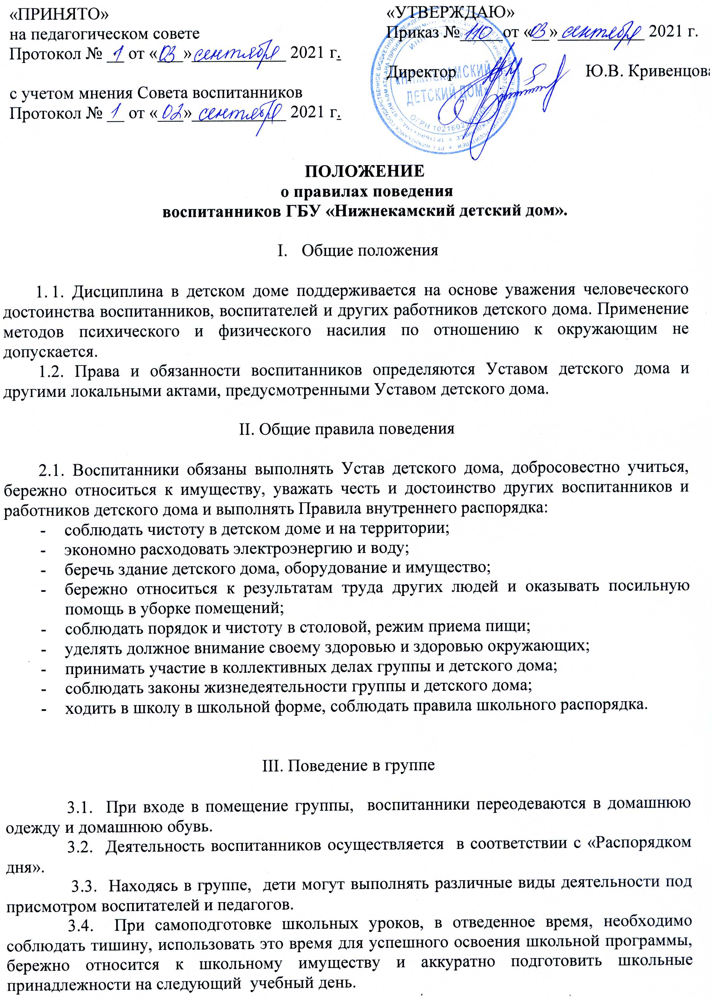 «ПРИНЯТО»
на педагогическом совете
Протокол № 1 от «03» сентября 2021 г.
с учетом мнения Совета воспитанников
Протокол № 1 от «02» сентября 2021 г.
«УТВЕРЖДАЮ»
Приказ № 110 от «03» сентября 2021 г.
Директор Ю.В. Кривенцова
«НИЖНЕКАМСКИЙ
ДЕТСКИЙ ДОМ»
ПОЛОЖЕНИЕ
о правилах поведения
воспитанников ГБУ «Нижнекамский детский дом».
I. Общие положения
1. 1. Дисциплина в детском доме поддерживается на основе уважения человеческого
достоинства воспитанников, воспитателей и других работников детского дома. Применение
методов психического и физического насилия по отношению к окружающим не
допускается.
1.2. Права и обязанности воспитанников определяются Уставом детского дома и
другими локальными актами, предусмотренными Уставом детского дома.
II. Общие правила поведения
2.1. Воспитанники обязаны выполнять Устав детского дома, добросовестно учиться,
бережно относиться к имуществу, уважать честь и достоинство других воспитанников и
работников детского дома и выполнять Правила внутреннего распорядка:
- соблюдать чистоту в детском доме и на территории;
- экономно расходовать электроэнергию и воду;
- беречь здание детского дома, оборудование и имущество;
- бережно относиться к результатам труда других людей и оказывать посильную
помощь в уборке помещений;
- соблюдать порядок и чистоту в столовой, режим приема пищи;
- уделять должное внимание своему здоровью и здоровью окружающих;
- принимать участие в коллективных делах группы и детского дома;
- соблюдать законы жизнедеятельности группы и детского дома;
- ходить в школу в школьной форме, соблюдать правила школьного распорядка.
III. Поведение в группе
3.1. При входе в помещение группы, воспитанники переодеваются в домашнюю
одежду и домашнюю обувь.
3.2. Деятельность воспитанников осуществляется в соответствии с «Распорядком
дня».
3.3. Находясь в группе, дети могут выполнять различные виды деятельности под
присмотром воспитателей и педагогов.
3.4. При самоподготовке школьных уроков, в отведенное время, необходимо
соблюдать тишину, использовать это время для успешного освоения школьной программы,
бережно относится к школьному имуществу и аккуратно подготовить школьные
принадлежности на следующий учебный день.